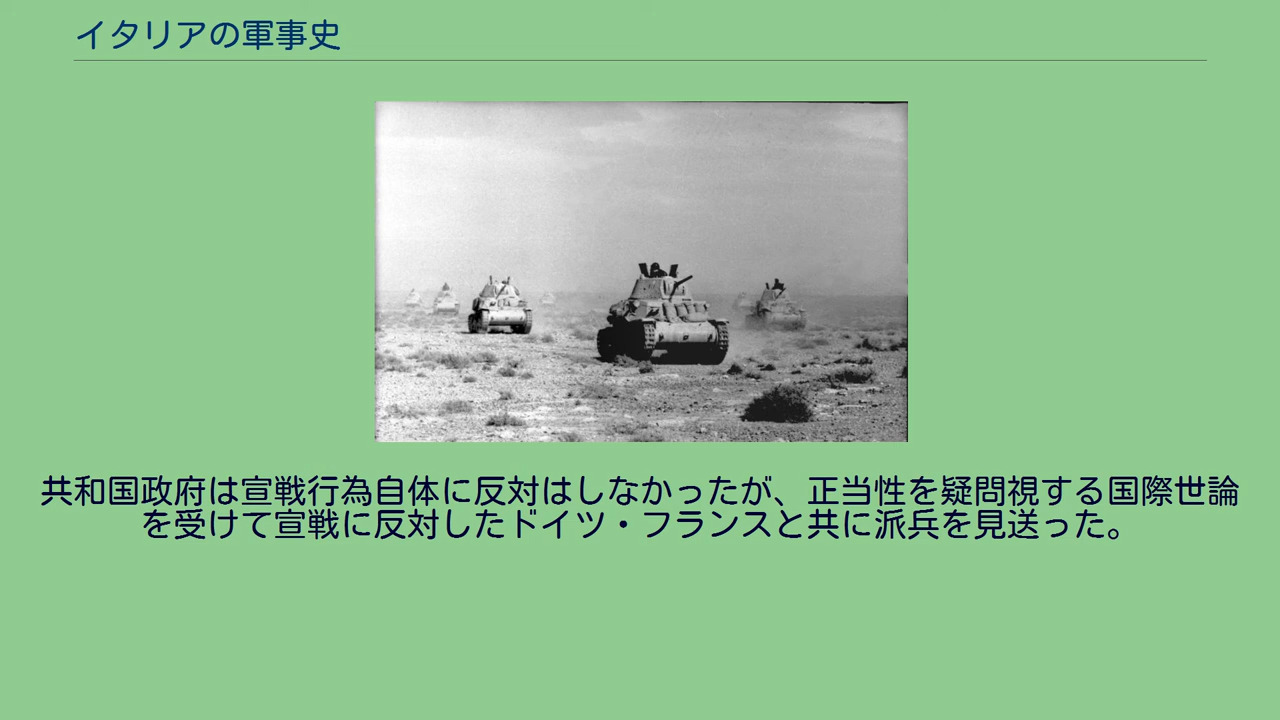 イタリアの軍事史
共和国政府は宣戦行為自体に反対はしなかったが、正当性を疑問視する国際世論
を受けて宣戦に反対したドイツ・フランスと共に派兵を見送った。